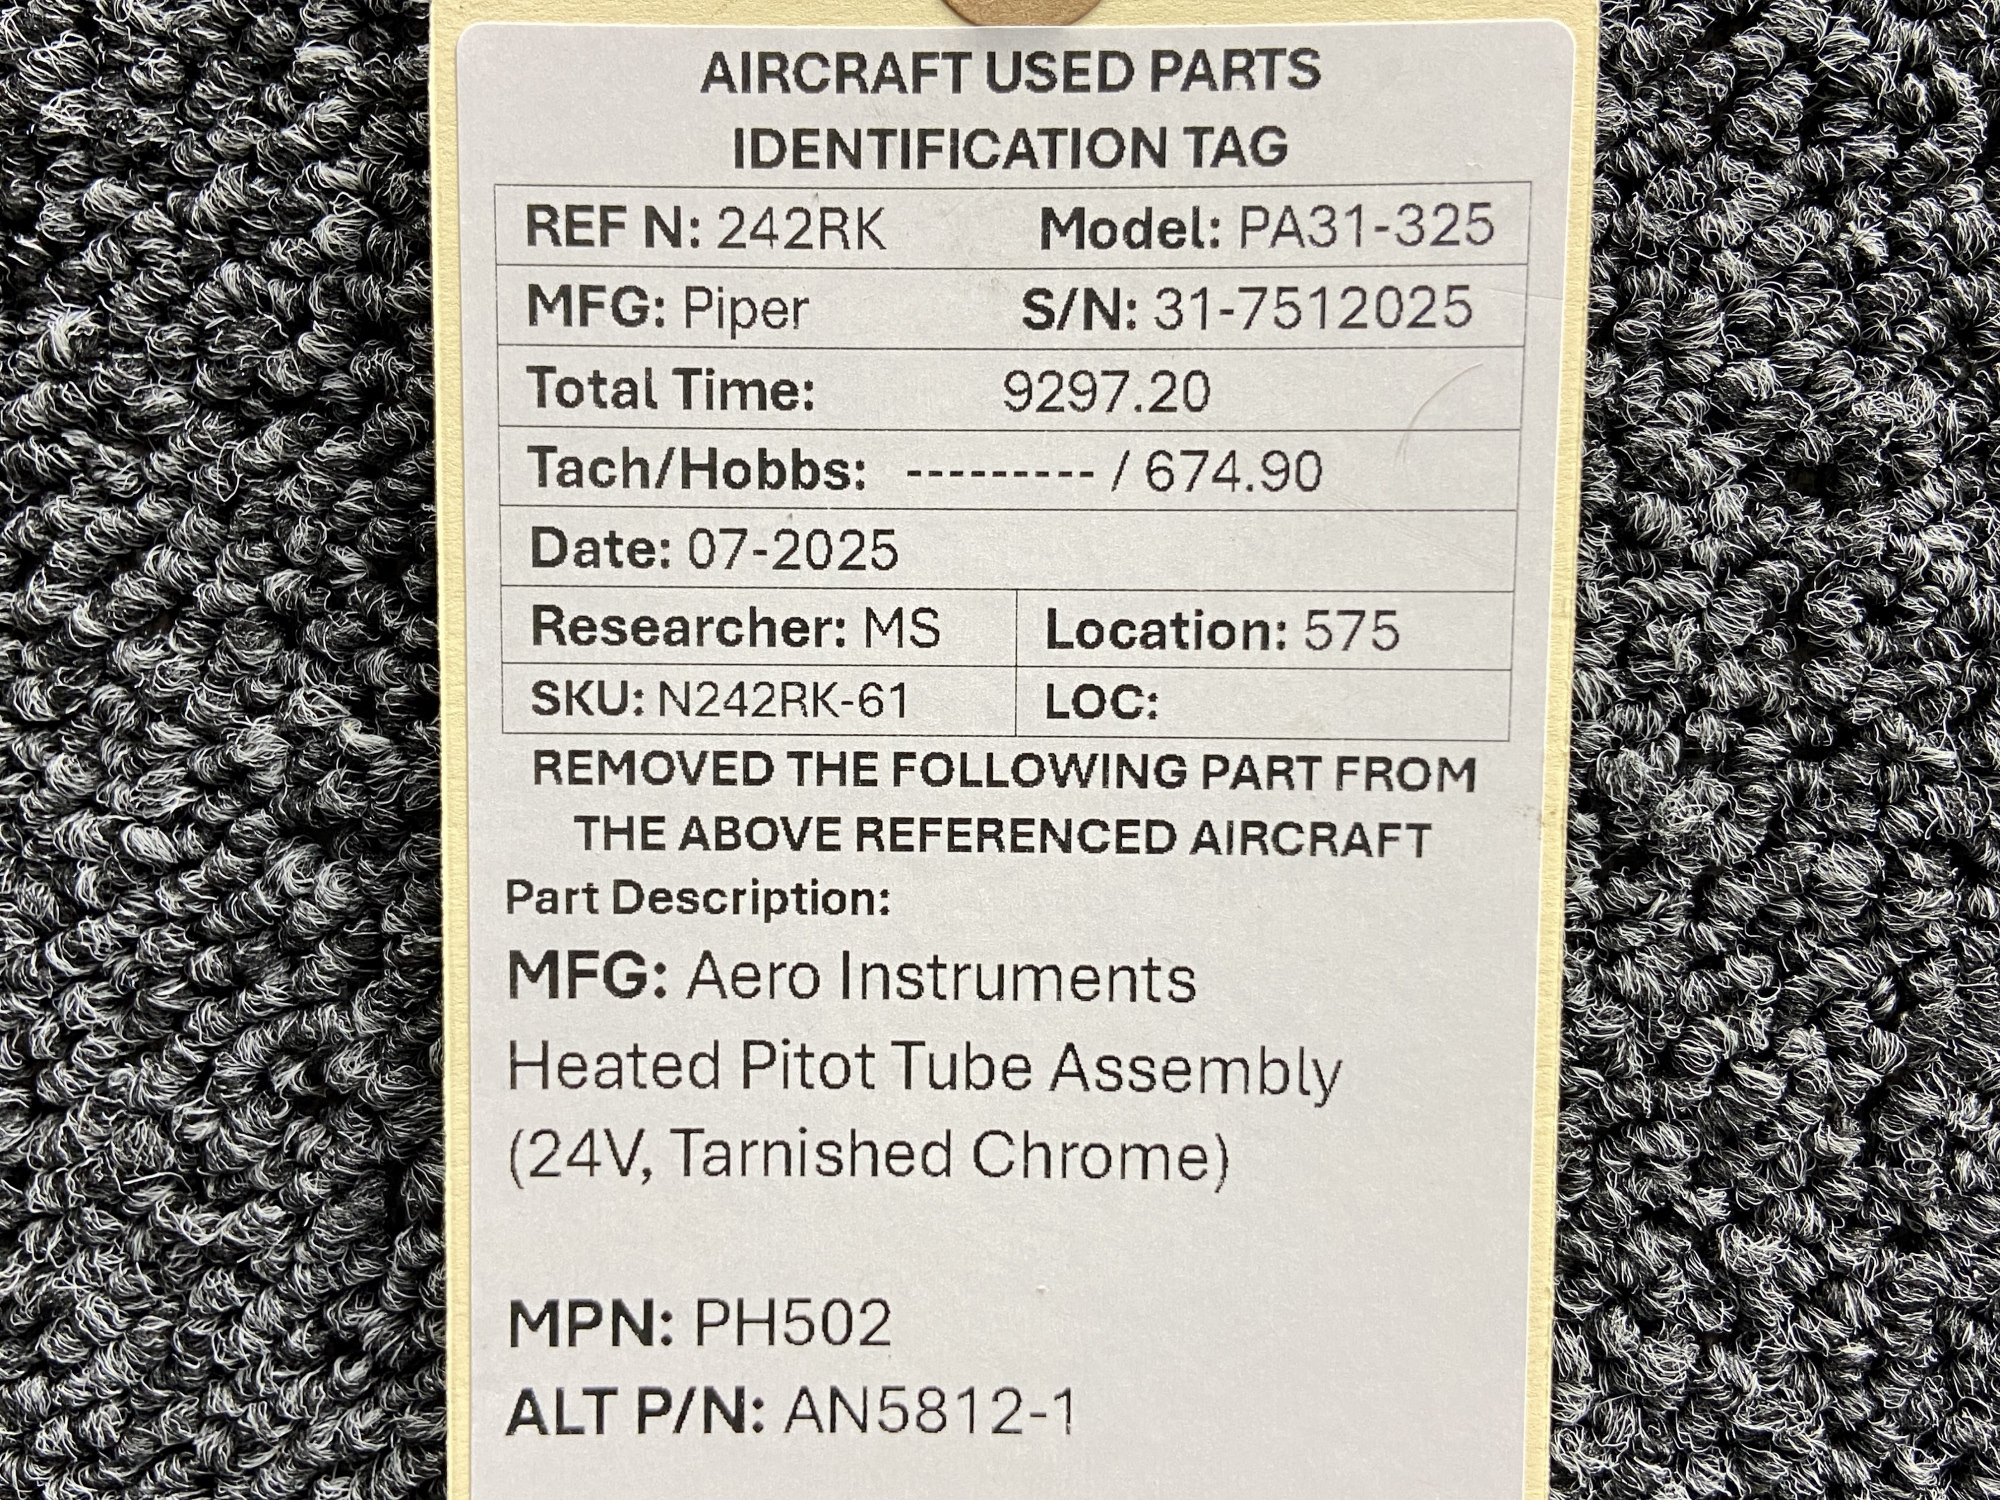 AIRCRAFT USED PARTS
IDENTIFICATION TAG
REF N: 242RK Model: PA31-325
MFG: Piper S/N: 31-7512025
Total Time: 9297.20
Tach/Hobbs: --------- / 674.90
Date: 07-2025
Researcher: MS Location: 575
SKU: N242RK-61 LOC:
REMOVED THE FOLLOWING PART FROM
THE ABOVE REFERENCED AIRCRAFT
Part Description:
MFG: Aero Instruments
Heated Pitot Tube Assembly
(24V, Tarnished Chrome)
MPN: PH502
ALT P/N: AN5812-1